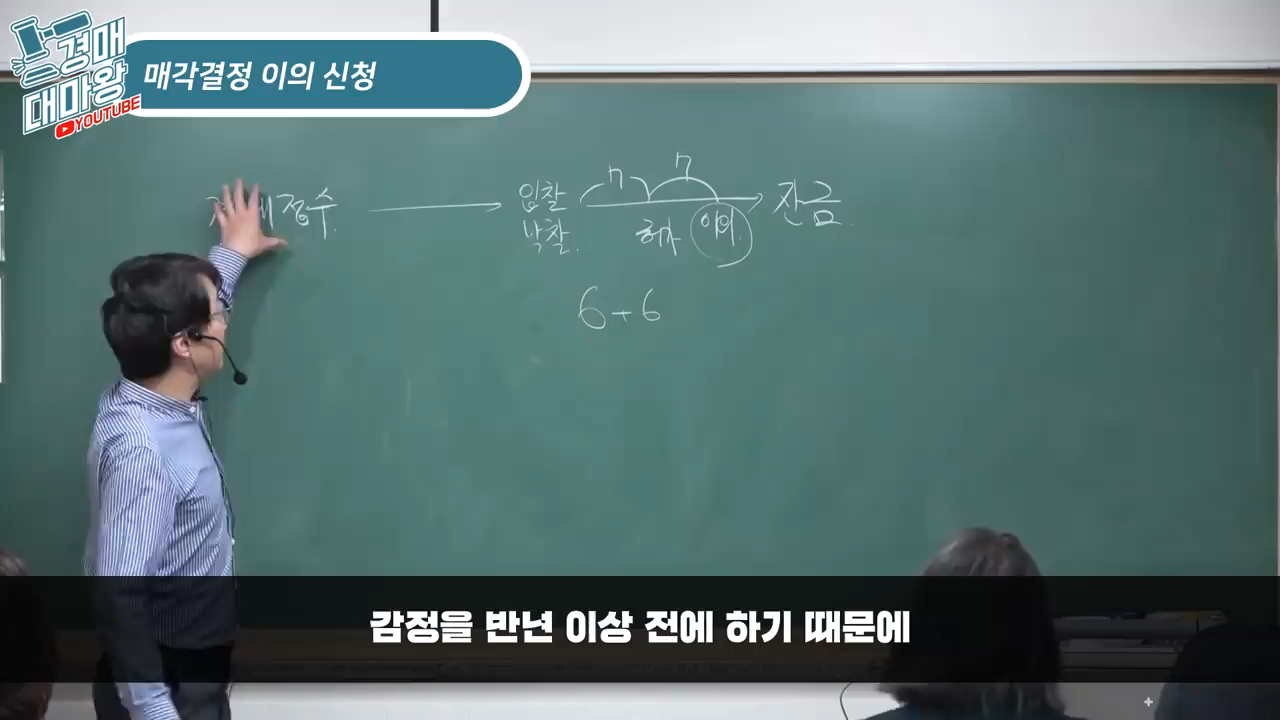 경매
대마왕
YOUTUBE
매각결정 이의 신청
접수
7 7
입찰
낙찰
허가
이의
잔금
6+6
감정을 반년 이상 전에 하기 때문에